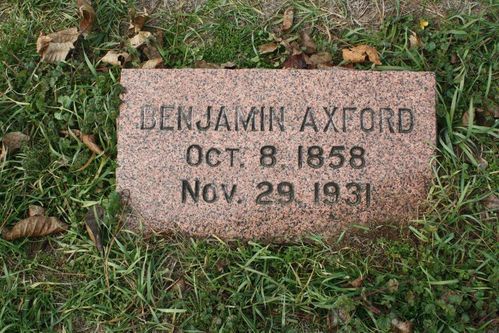 BENJAMIN AXFORD
OCT. 8. 1858
NOV. 29. 1931